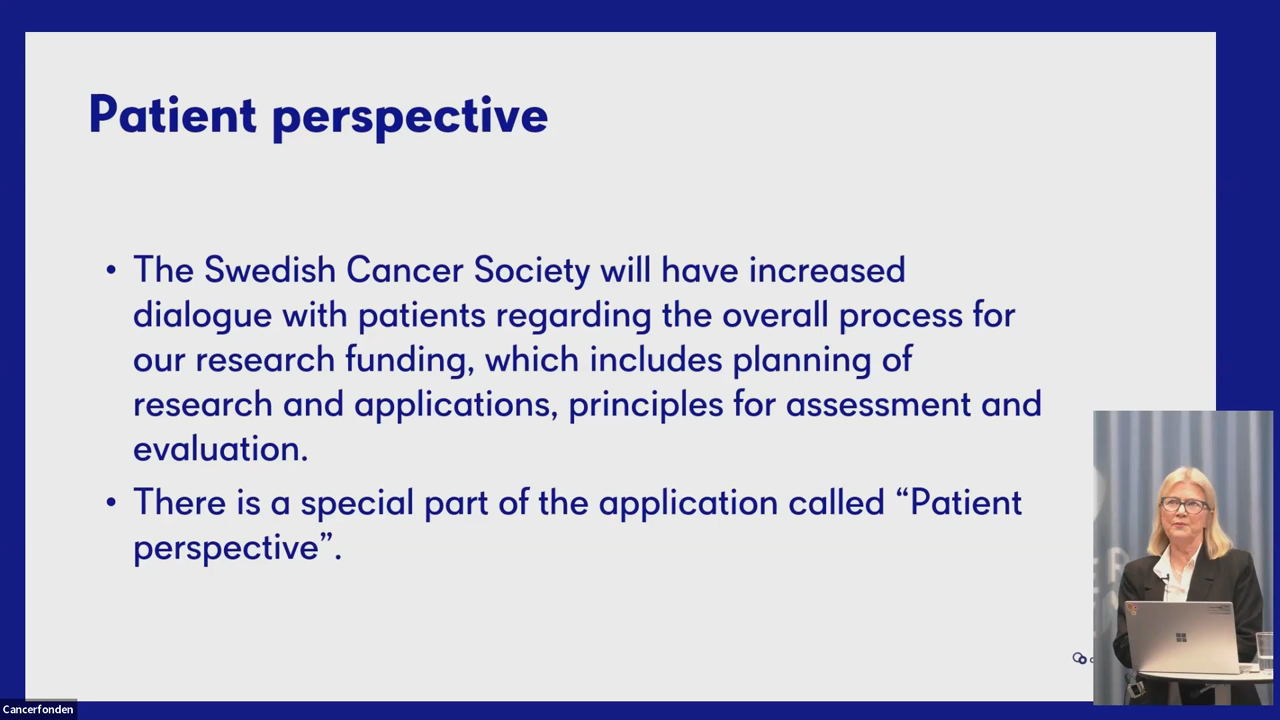 Patient perspective
• The Swedish Cancer Society will have increased
dialogue with patients regarding the overall process for
our research funding, which includes planning of
research and applications, principles for assessment and
evaluation.
• There is a special part of the application called “Patient
perspective”.
Cancerfonden